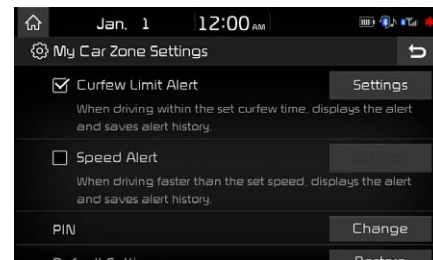 Jan. 1 12:00 AM
My Car Zone Settings
Curfew Limit Alert Settings
When driving within the set curfew time, displays the alert
and saves alert history.
Speed Alert
When driving faster than the set speed, displays the alert
and saves alert history.
PIN Change